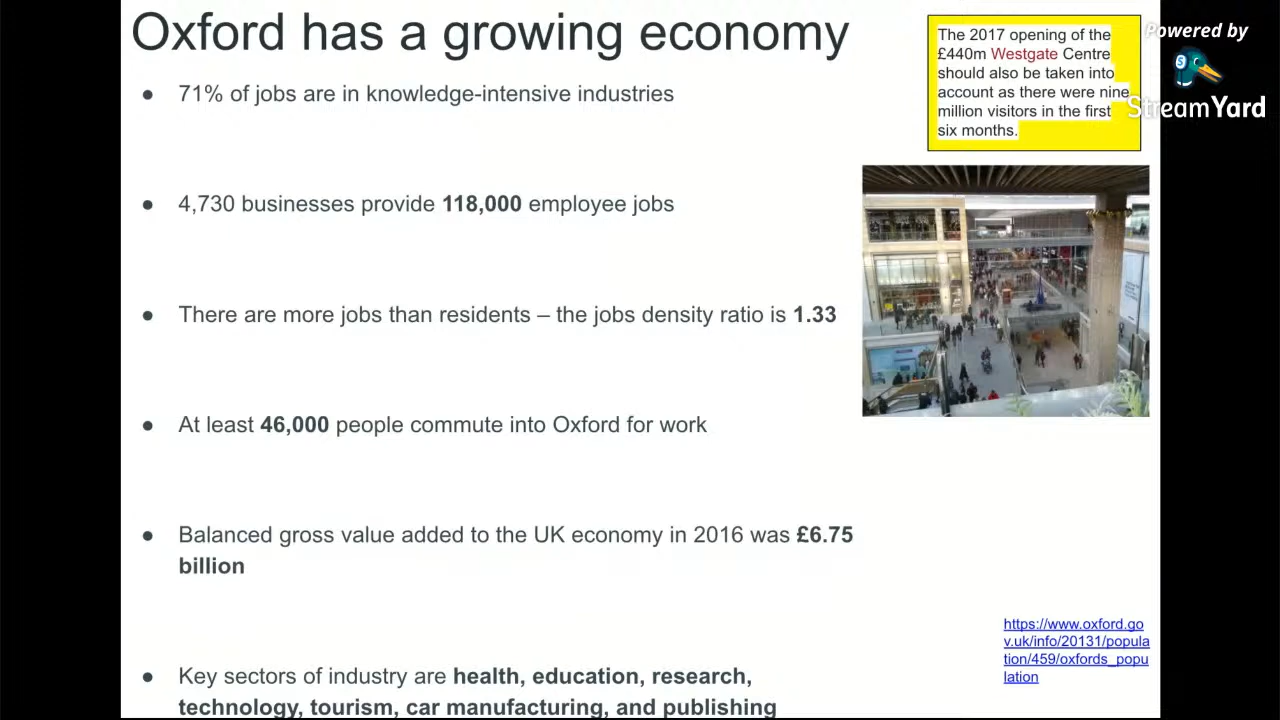 Oxford has a growing economy
● 71% of jobs are in knowledge-intensive industries
● 4,730 businesses provide 118,000 employee jobs
● There are more jobs than residents – the jobs density ratio is 1.33
● At least 46,000 people commute into Oxford for work
● Balanced gross value added to the UK economy in 2016 was £6.75
billion
● Key sectors of industry are health, education, research,
technology, tourism, car manufacturing, and publishing
The 2017 opening of the
£440m Westgate Centre
should also be taken into
account as there were nine
million visitors in the first
six months.
https://www.oxford.go
v.uk/info/20131/popula
tion/459/oxfords_popu
lation
Powered by
StreamYard